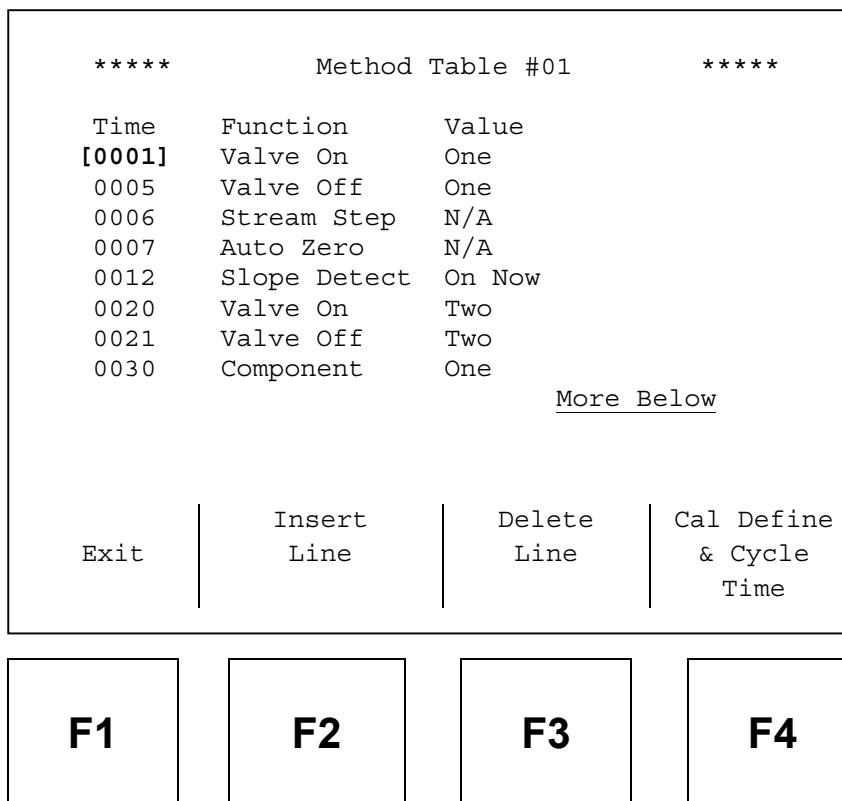 ***** Method Table #01 *****
Time Function Value
[0001] Valve On One
0005 Valve Off One
0006 Stream Step N/A
0007 Auto Zero N/A
0012 Slope Detect On Now
0020 Valve On Two
0021 Valve Off Two
0030 Component One
More Below
Insert Delete Cal Define
Exit Line Line & Cycle
Time
F1 F2 F3 F4